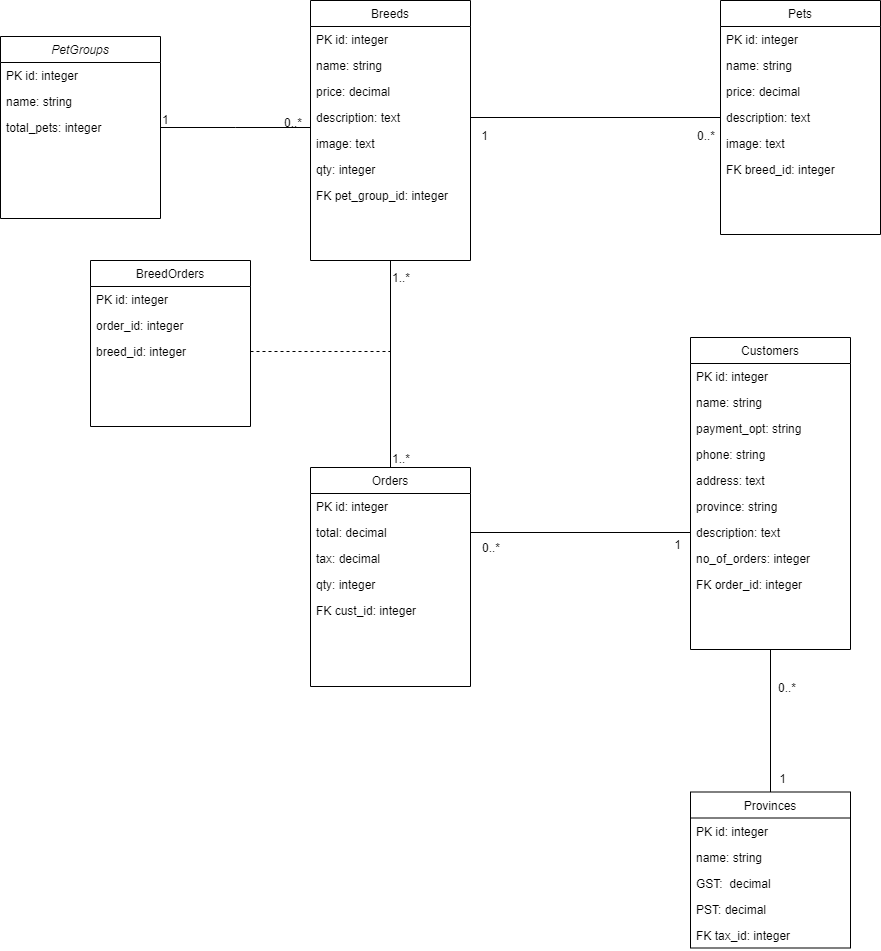 PetGroups
PK id: integer
name: string
total_pets: integer
1
0..*
Breeds
PK id: integer
name: string
price: decimal
description: text
image: text
qty: integer
FK pet_group_id: integer
1
0..*
Pets
PK id: integer
name: string
price: decimal
description: text
image: text
FK breed_id: integer
1..*
BreedOrders
PK id: integer
order_id: integer
breed_id: integer
1..*
Orders
PK id: integer
total: decimal
tax: decimal
qty: integer
FK cust_id: integer
0..*
1
Customers
PK id: integer
name: string
payment_opt: string
phone: string
address: text
province: string
description: text
no_of_orders: integer
FK order_id: integer
0..*
1
Provinces
PK id: integer
name: string
GST:  decimal
PST: decimal
FK tax_id: integer